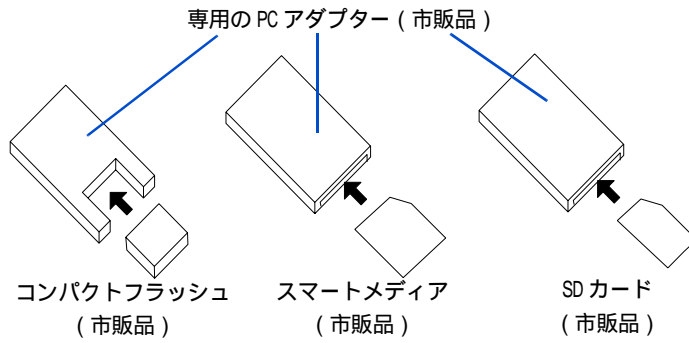 専用の PC アダプター ( 市販品 )
コンパクトフラッシュ
( 市販品 )
スマートメディア
( 市販品 )
SD カード
( 市販品 )